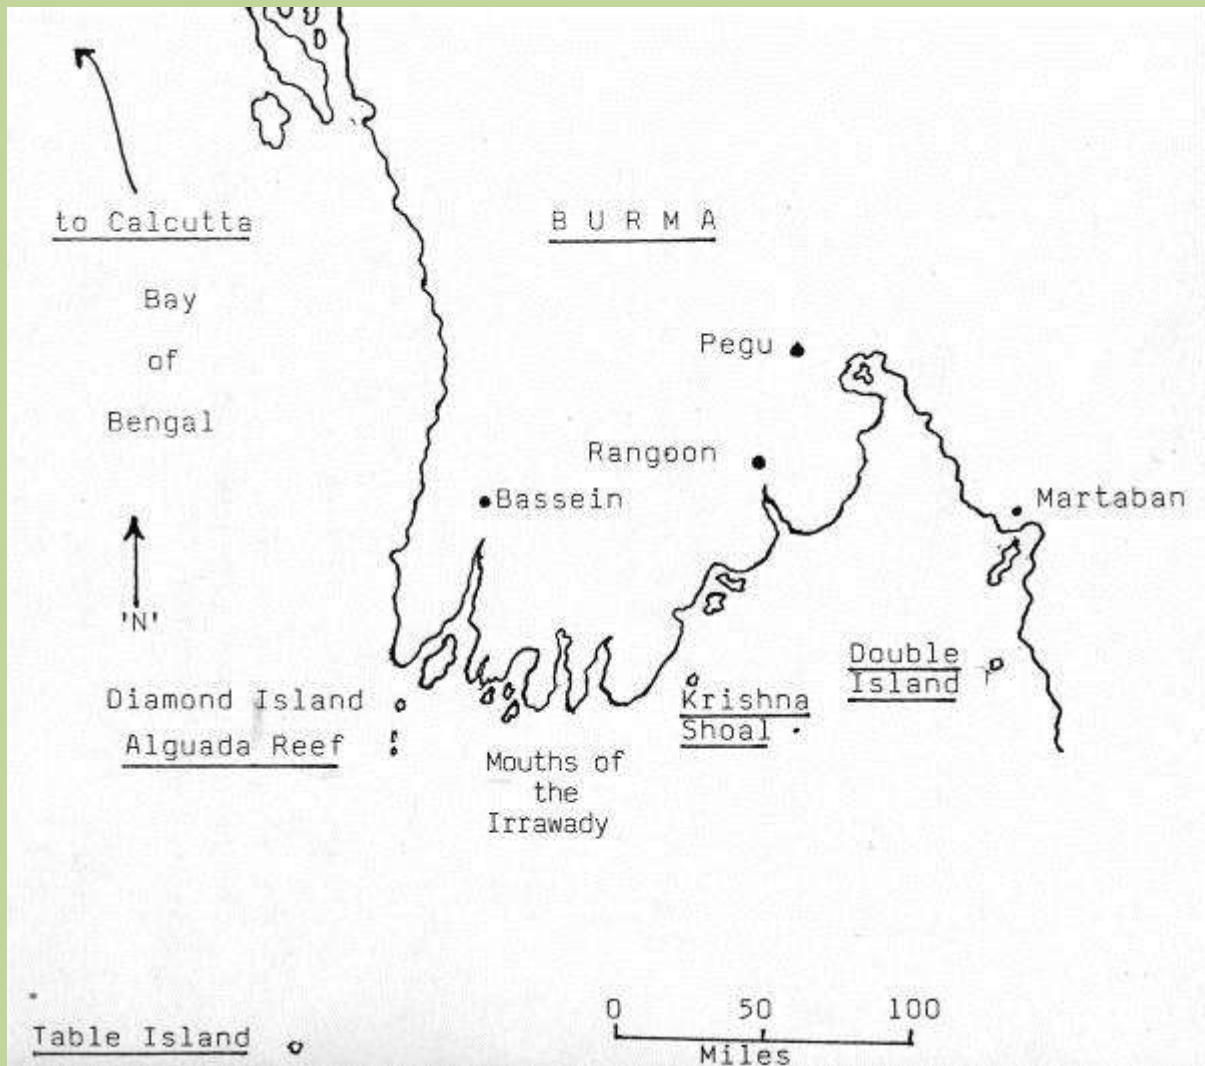 to Calcutta
B U R M A
Bay
of
Bengal
Pegu
Rangoon
Bassein
Martaban
'N'
Double
Island
Diamond Island
Krishna
Shoal
Alguada Reef
Mouths of
the
Irrawady
0 50 100
Miles
Table Island